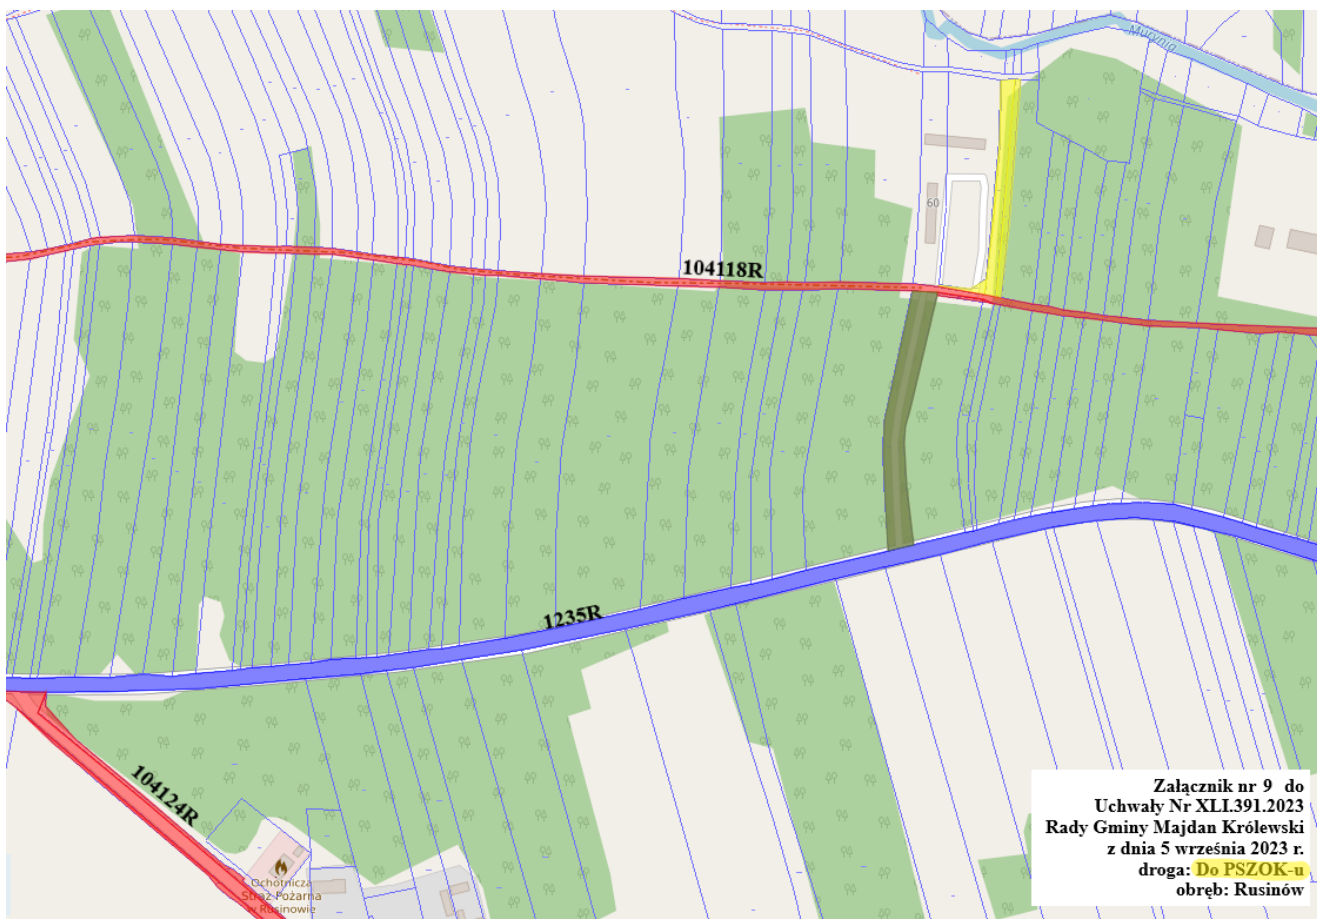 Murynia
60
104118R
1235R
104124R
Ochotnicza
Straż Pożarna
w Rusinowie
Załącznik nr 9 do
Uchwały Nr XLI.391.2023
Rady Gminy Majdan Królewski
z dnia 5 września 2023 r.
droga: Do PSZOK-u
obręb: Rusinów